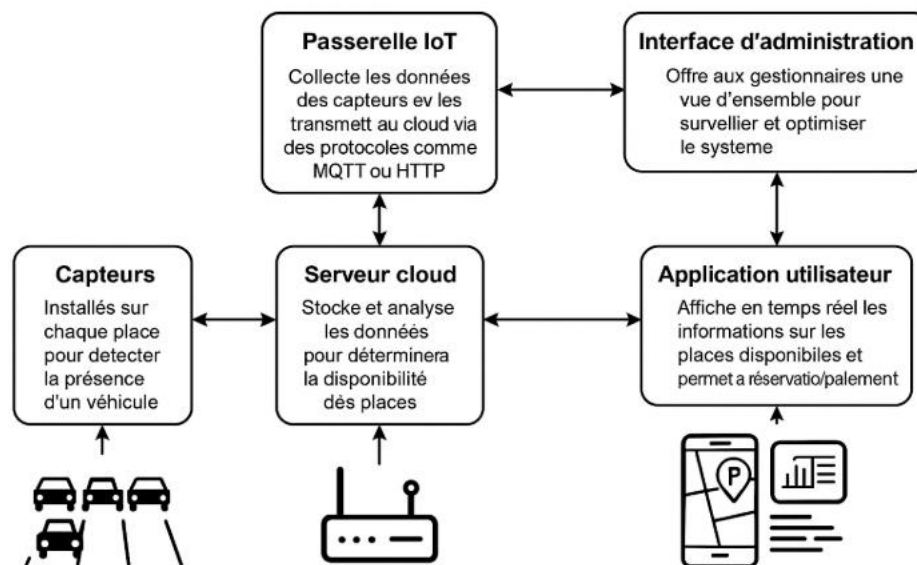 Passerelle IoT
Collecte les données
des capteurs ev les
transmett au cloud via
des protocoles comme
MQTT ou HTTP
Interface d'administration
Offre aux gestionnaires une
vue d'ensemble pour
survellier et optimiser
le systeme
Capteurs
Installés sur
chaque place
pour detecter
la présence
d'un véhicule
Serveur cloud
Stocke et analyse
les donnéés
pour déterminera
la disponibilité
dès places
Application utilisateur
Affiche en temps réel les
informations sur les
places disponibiles et
permet a réservatio/palement
P